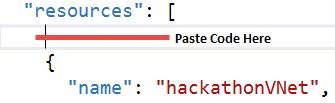 "resources": [
Paste Code Here
{
"name": "hackathonVNet",